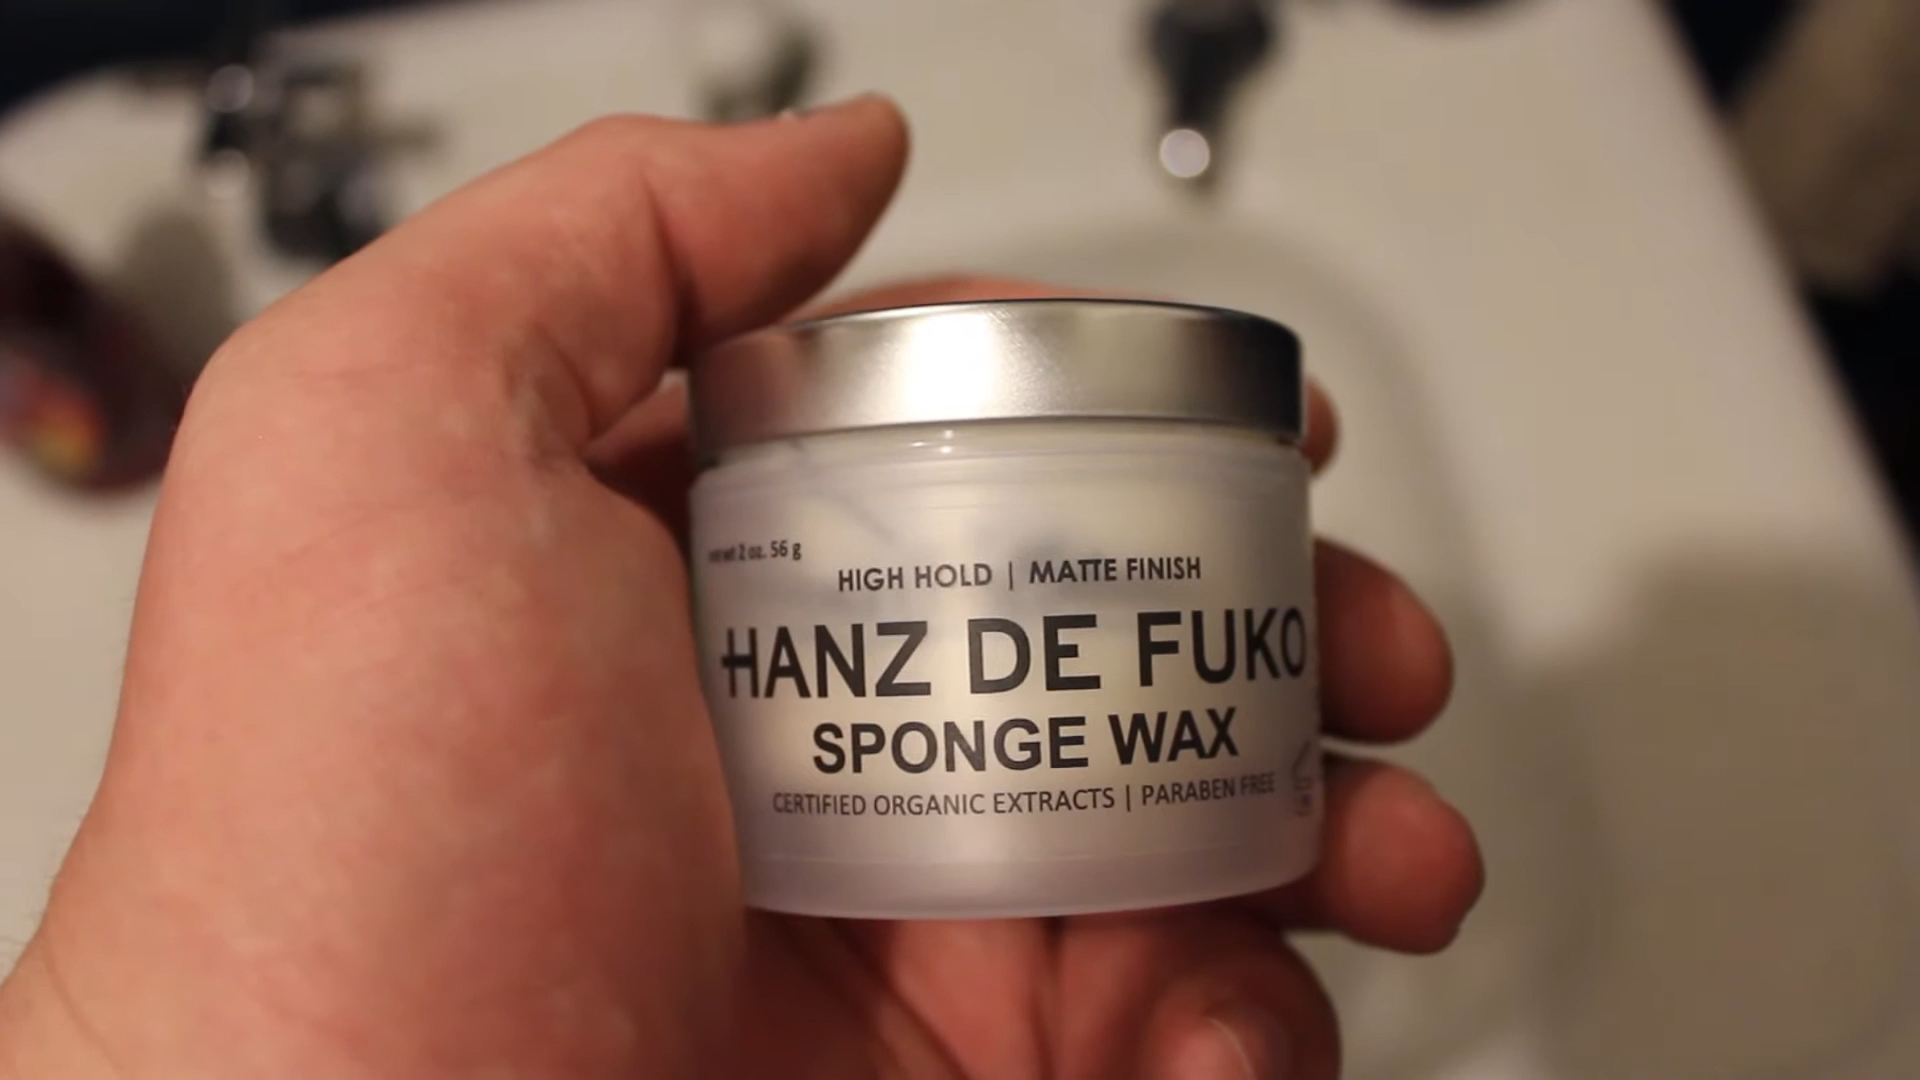 net wt 2 oz. 56 g
HIGH HOLD | MATTE FINISH
HANZ DE FUKO
SPONGE WAX
CERTIFIED ORGANIC EXTRACTS | PARABEN FREE